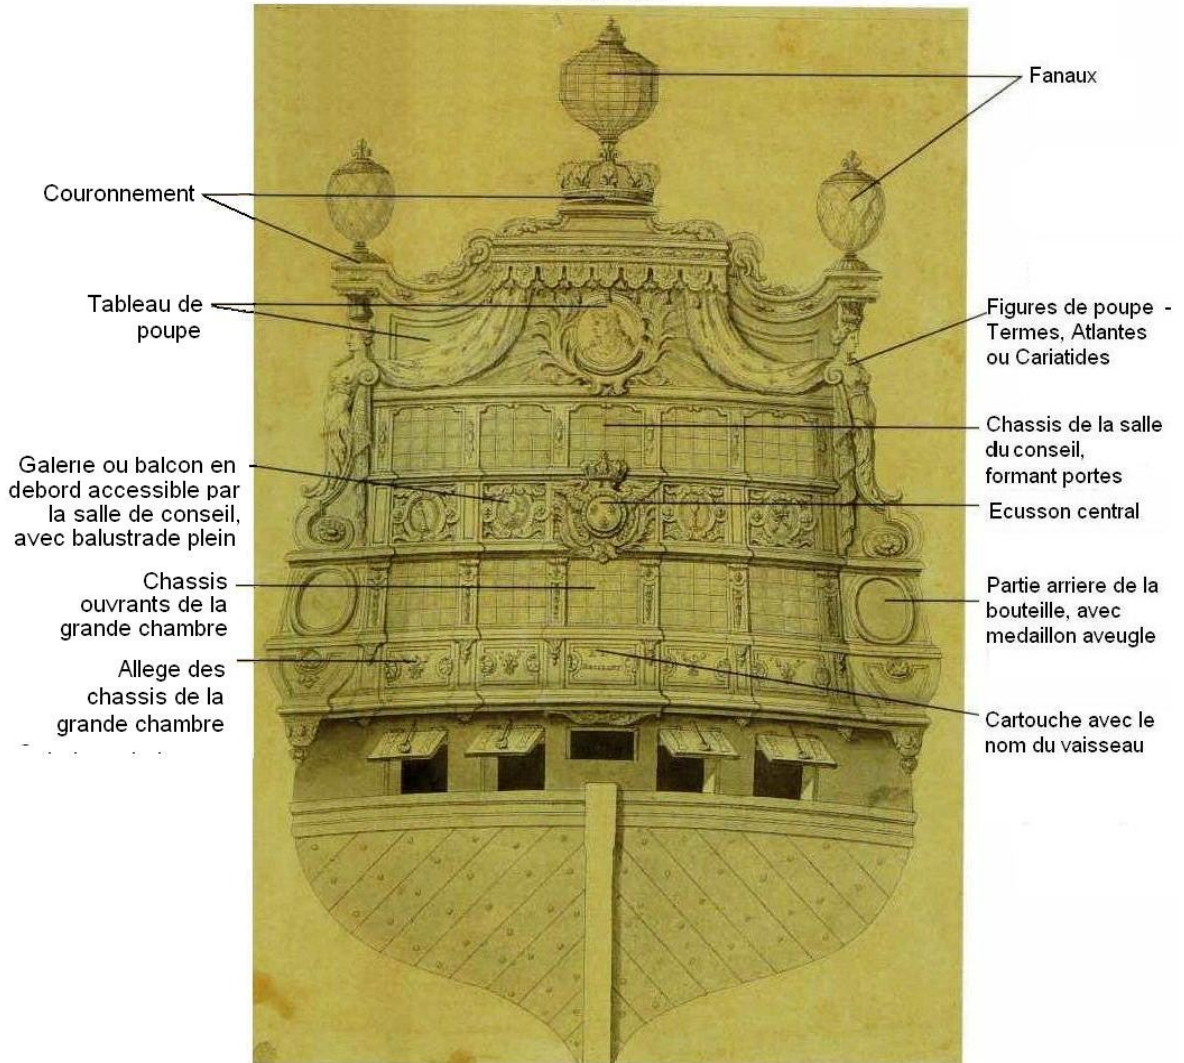 Fanaux
Couronnement
Tableau de
poupe
Figures de poupe -
Termes, Atlantes
ou Cariatides
Chassis de la salle
du conseil,
formant portes
Galerie ou balcon en
debord accessible par
la salle de conseil,
avec balustrade plein
Ecusson central
Chassis
ouvrants de la
grande chambre
Partie arriere de la
bouteille, avec
medaillon aveugle
Allege des
chassis de la
grande chambre
Cartouche avec le
nom du vaisseau